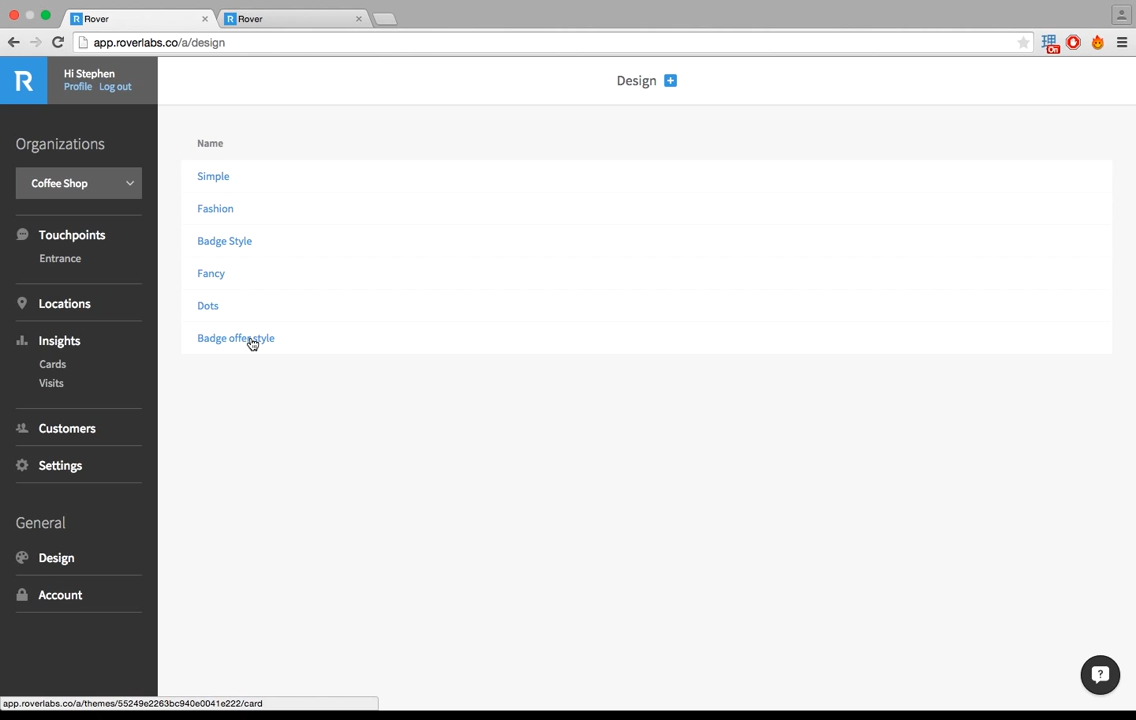 Rover
Rover
app.roverlabs.co/a/design
On
R
Hi Stephen
Profile Log out
Design
Organizations
Coffee Shop
Touchpoints
Entrance
Locations
Insights
Cards
Visits
Customers
Settings
General
Design
Account
Name
Simple
Fashion
Badge Style
Fancy
Dots
Badge offer style
?
app.roverlabs.co/a/themes/55249e2263bc940e0041e222/card